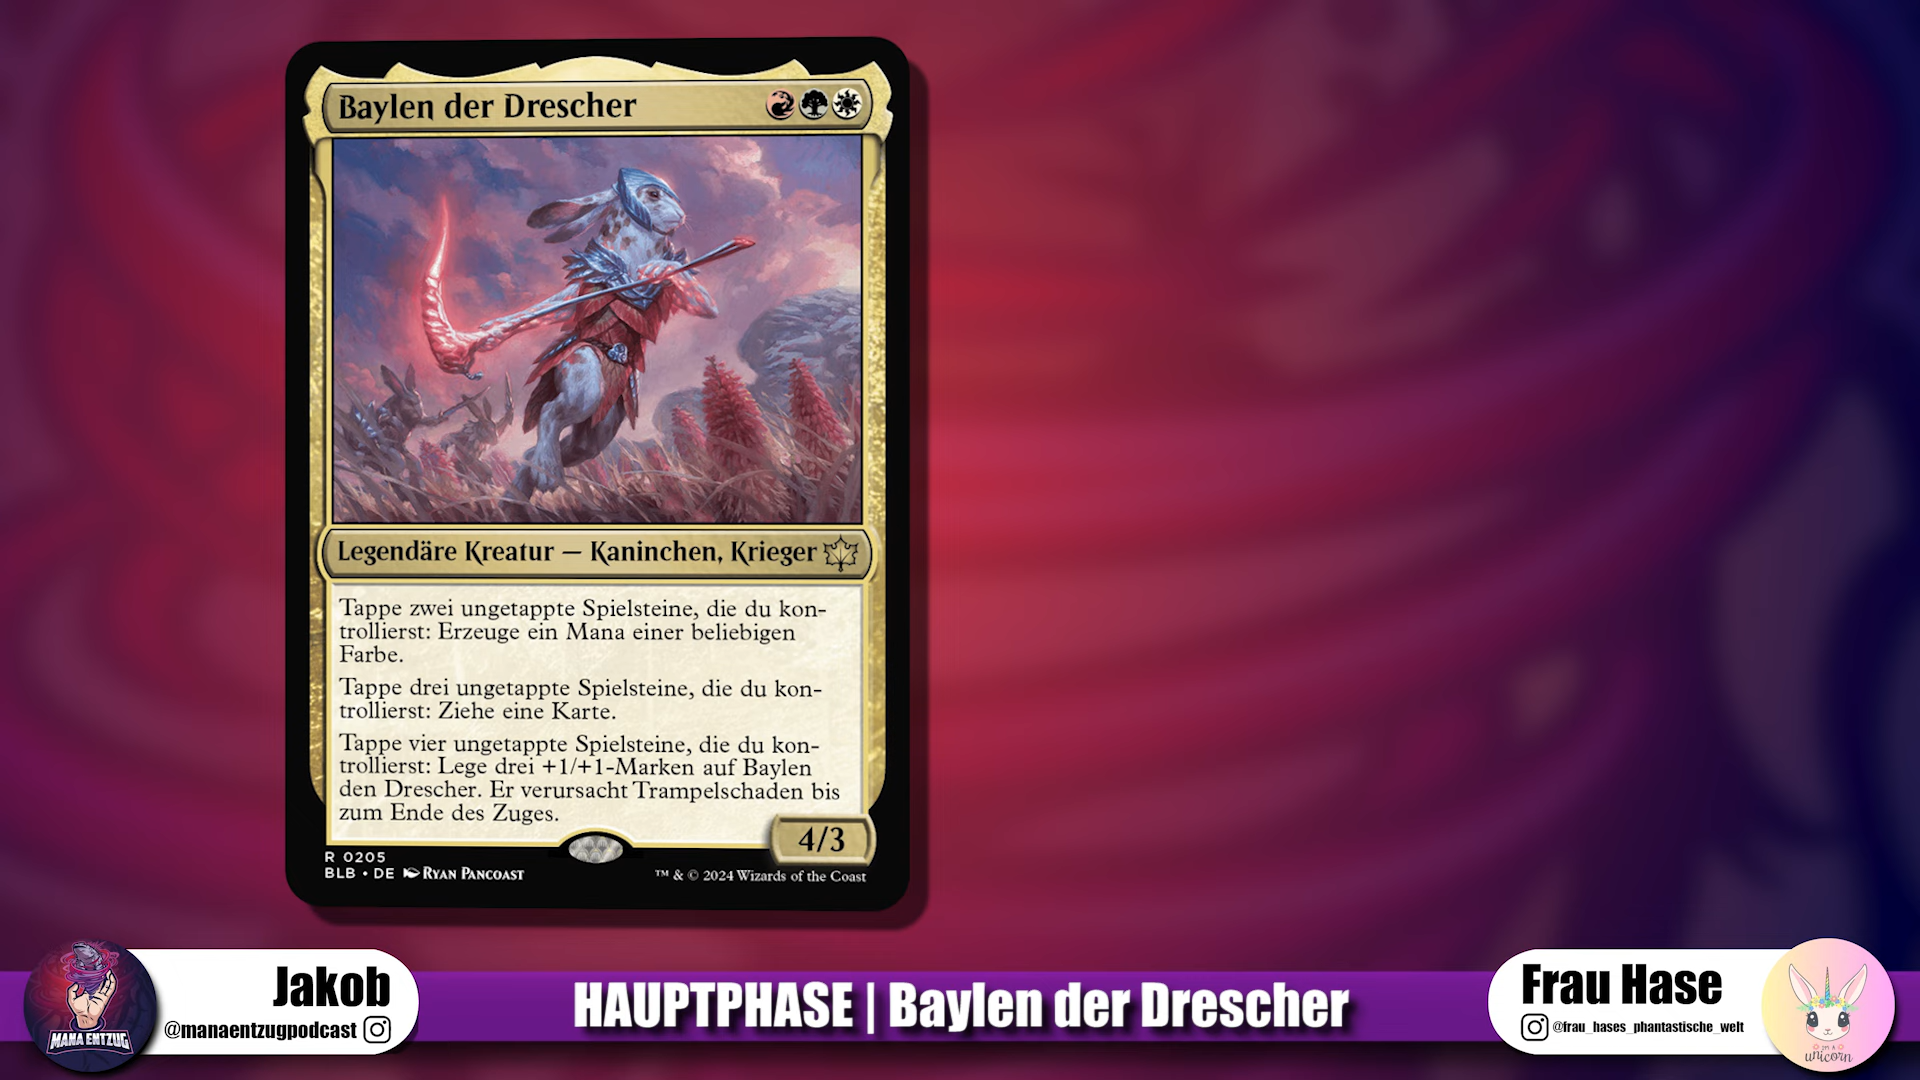 Baylen der Drescher
Legendäre Kreatur — Kaninchen, Krieger
Tappe zwei ungetappte Spielsteine, die du kon-
trollierst: Erzeuge ein Mana einer beliebigen
Farbe.
Tappe drei ungetappte Spielsteine, die du kon-
trollierst: Ziehe eine Karte.
Tappe vier ungetappte Spielsteine, die du kon-
trollierst: Lege drei +1/+1-Marken auf Baylen
den Drescher. Er verursacht Trampelschaden bis
zum Ende des Zuges.
4/3
R 0205
BLB • DE Ryan Pancoast
™ & © 2024 Wizards of the Coast
MANA ENTZUG
Jakob
@manaentzugpodcast
HAUPTPHASE | Baylen der Drescher
Frau Hase
@frau_hases_phantastische_welt
I'M A
unicorn